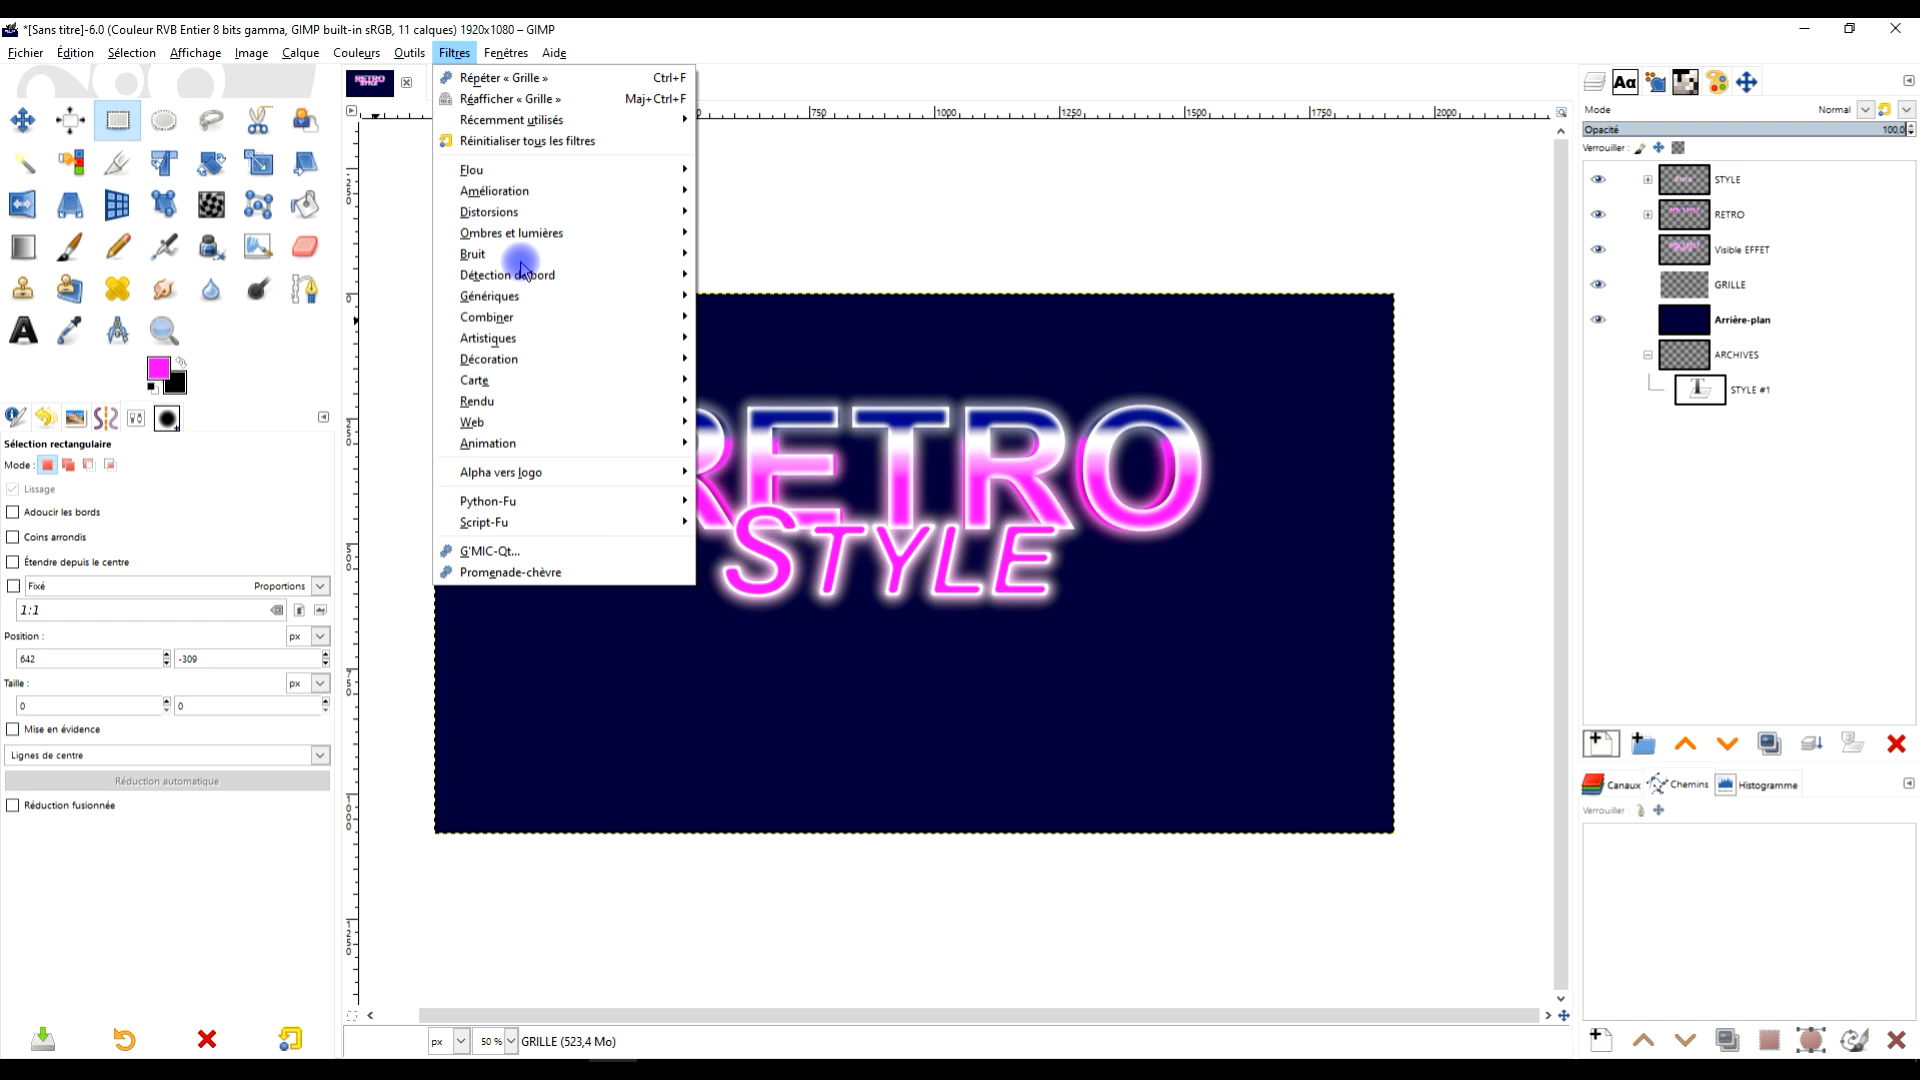 *[Sans titre]-6.0 (Couleur RVB Entier 8 bits gamma, GIMP built-in sRGB, 11 calques) 1920x1080 – GIMP
Fichier Édition Sélection Affichage Image Calque Couleurs Outils Filtres Fenêtres Aide
Répéter « Grille » Ctrl+F
Réafficher « Grille » Maj+Ctrl+F
Récemment utilisés
Réinitialiser tous les filtres
Flou
Amélioration
Distorsions
Ombres et lumières
Bruit
Détection de bord
Génériques
Combiner
Artistiques
Décoration
Carte
Rendu
Web
Animation
Alpha vers logo
Python-Fu
Script-Fu
G'MIC-Qt...
Promenade-chèvre
750 1000 1250 1500 1750 2000
RETRO
STYLE
Sélection rectangulaire
Mode :
Lissage
Adoucir les bords
Coins arrondis
Étendre depuis le centre
Fixé Proportions
1:1
Position : px
642 -309
Taille : px
0 0
Mise en évidence
Lignes de centre
Réduction automatique
Réduction fusionnée
px 50 % GRILLE (523,4 Mo)
Mode Normal
Opacité 100,0
Verrouiller :
STYLE
RETRO
Visible EFFET
GRILLE
Arrière-plan
ARCHIVES
STYLE #1
Canaux Chemins Histogramme
Verrouiller :